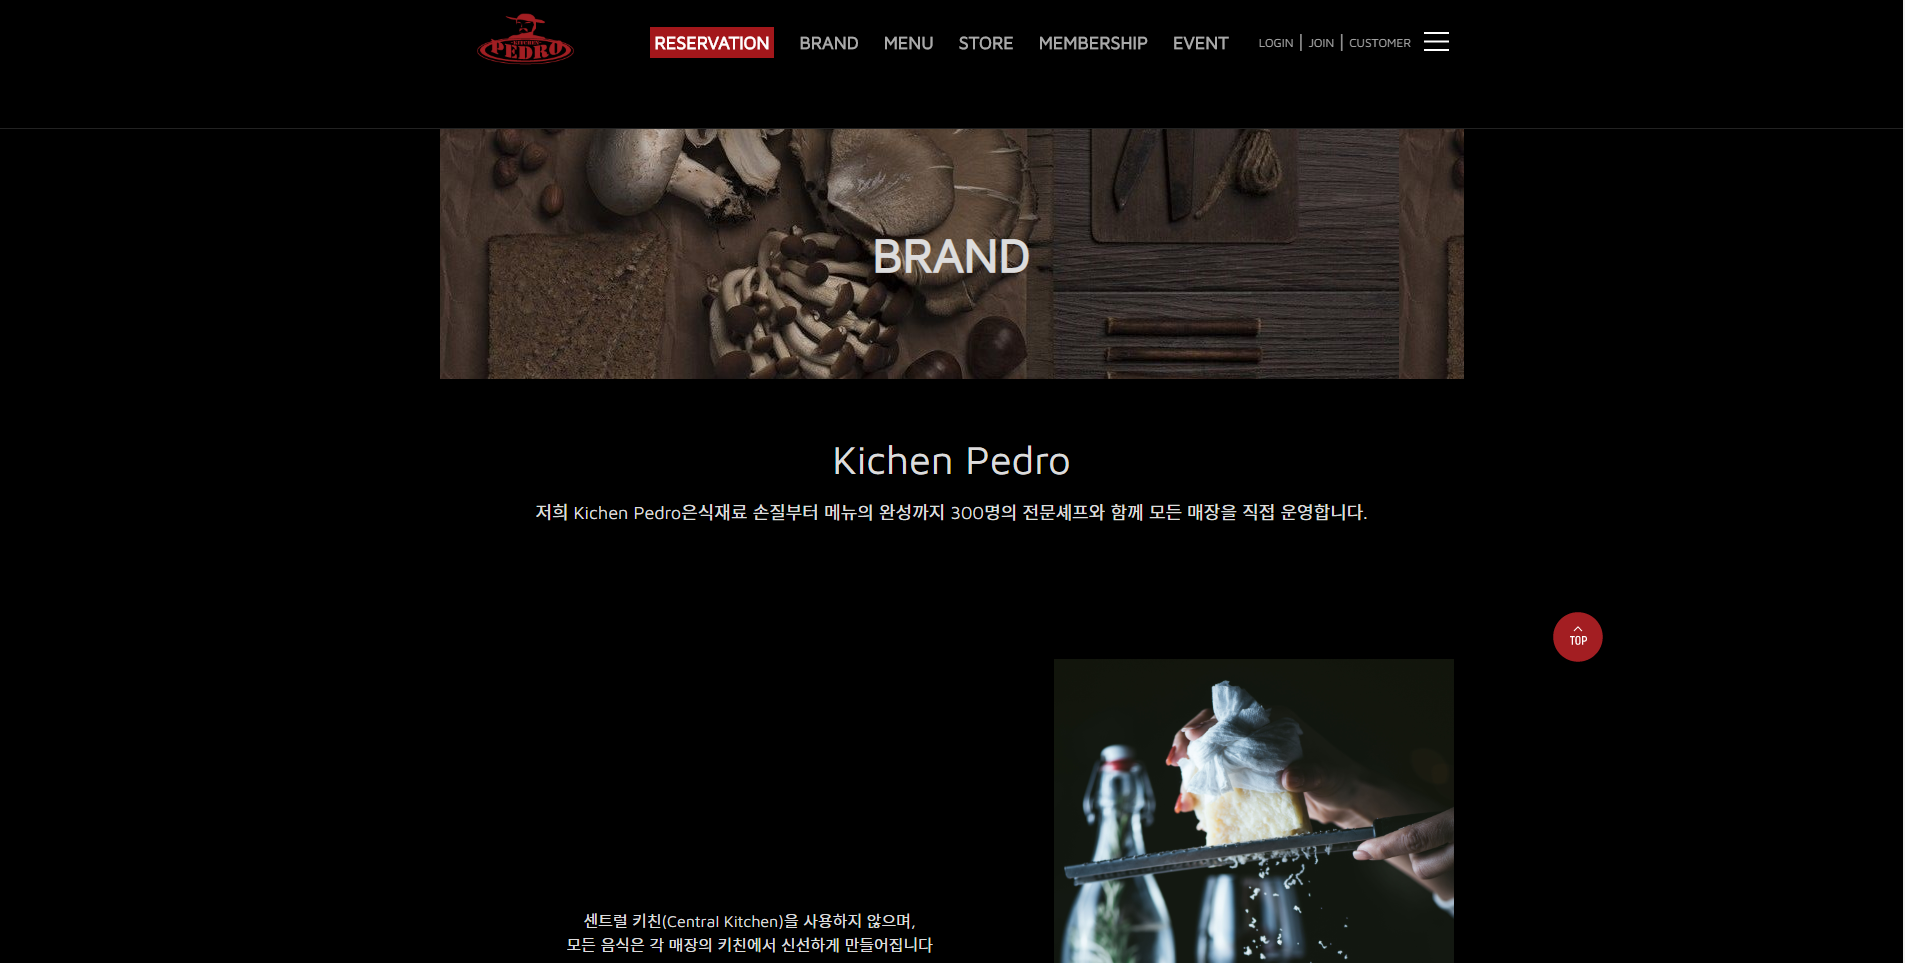 KITCHEN
PEDRO
RESERVATION BRAND MENU STORE MEMBERSHIP EVENT LOGIN | JOIN | CUSTOMER
BRAND
Kichen Pedro
저희 Kichen Pedro은식재료 손질부터 메뉴의 완성까지 300명의 전문셰프와 함께 모든 매장을 직접 운영합니다.
TOP
센트럴 키친(Central Kitchen)을 사용하지 않으며,
모든 음식은 각 매장의 키친에서 신선하게 만들어집니다